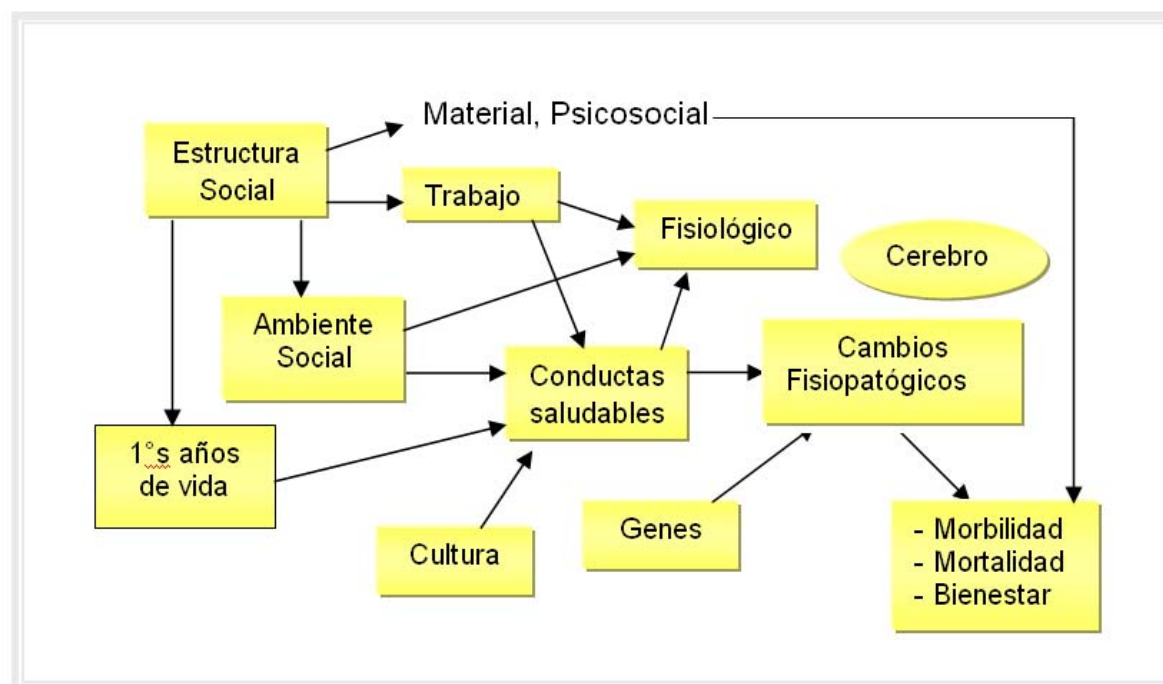 Material, Psicosocial
Estructura
Social
Trabajo
Fisiológico
Cerebro
Ambiente
Social
Conductas
saludables
Cambios
Fisiopatógicos
1°s años
de vida
Cultura
Genes
- Morbilidad
- Mortalidad
- Bienestar